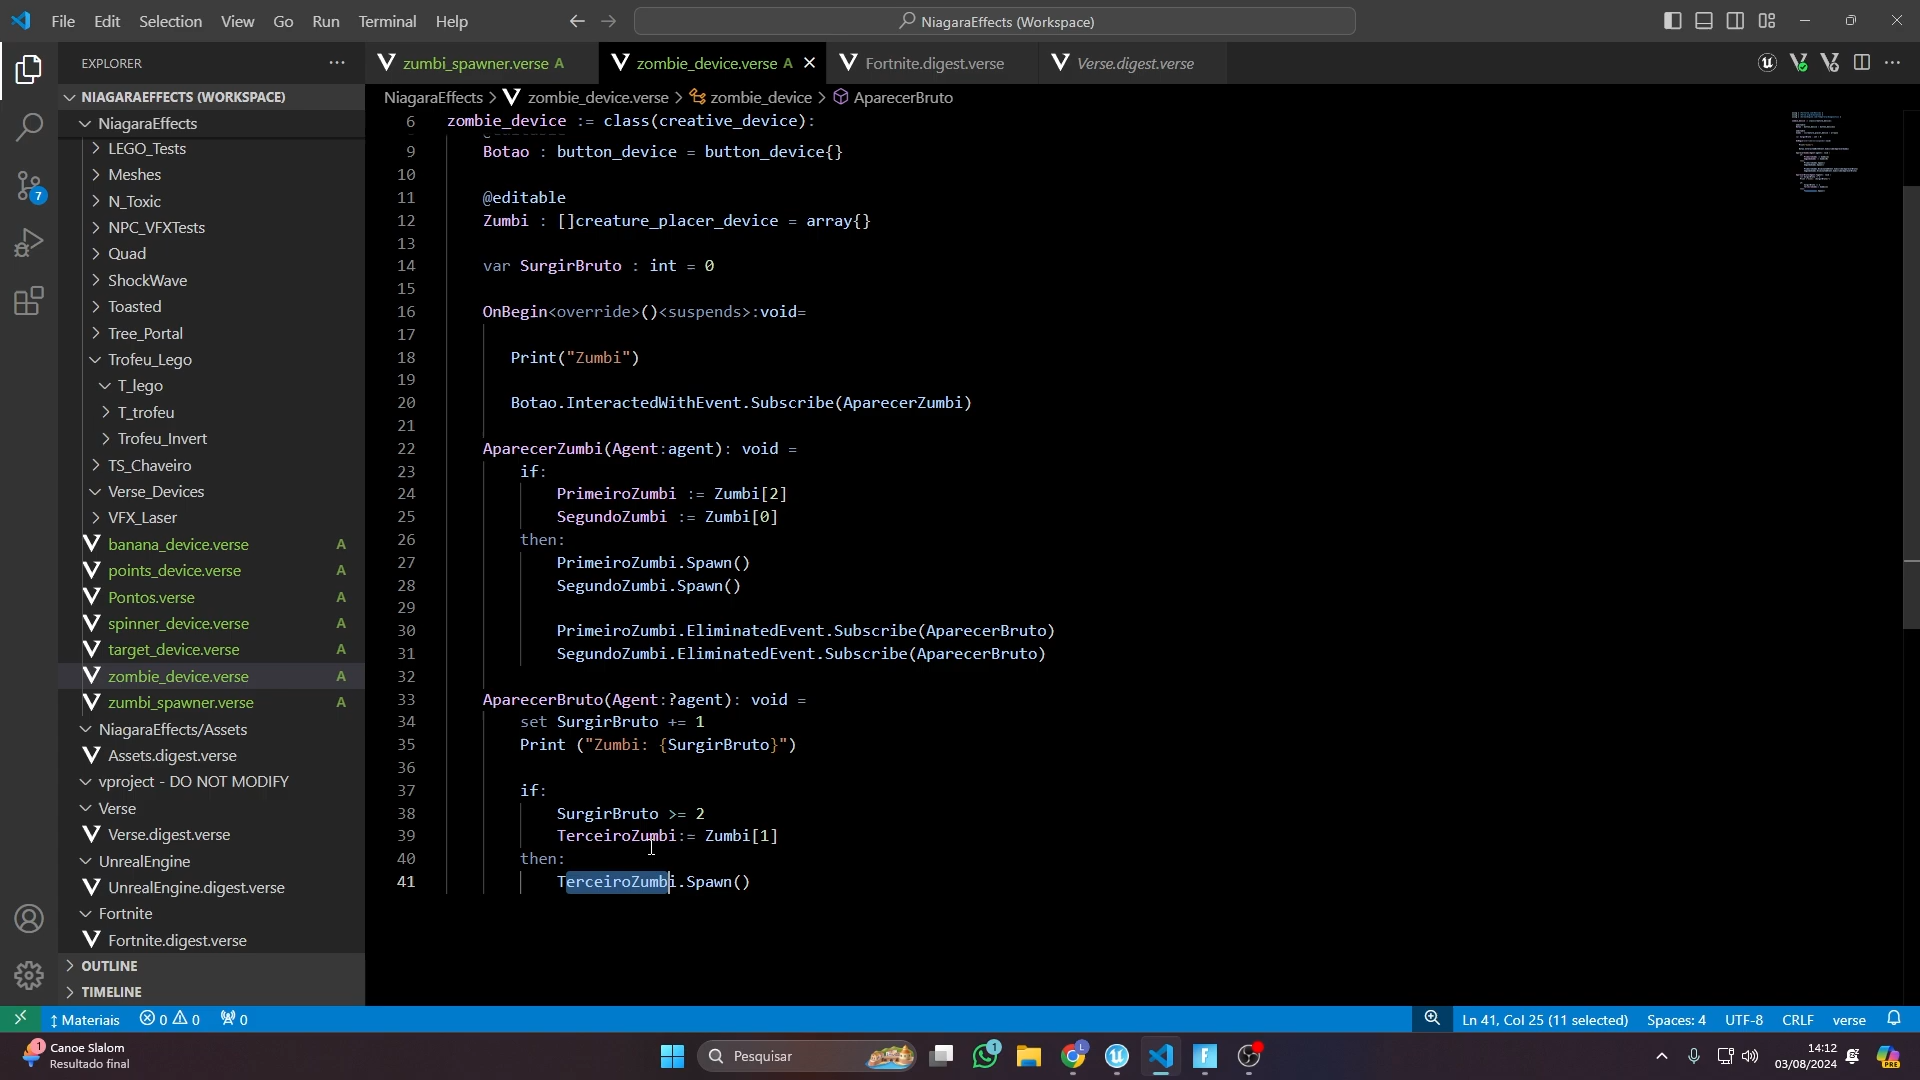 File Edit Selection View Go Run Terminal Help
NiagaraEffects (Workspace)
EXPLORER
zumbi_spawner.verse A
zombie_device.verse A
Fortnite.digest.verse
Verse.digest.verse
NIAGARAEFFECTS (WORKSPACE)
NiagaraEffects > zombie_device.verse > zombie_device > AparecerBruto
NiagaraEffects
LEGO_Tests
Meshes
N_Toxic
NPC_VFXTests
Quad
ShockWave
Toasted
Tree_Portal
Trofeu_Lego
T_lego
T_trofeu
Trofeu_Invert
TS_Chaveiro
Verse_Devices
VFX_Laser
banana_device.verse A
points_device.verse A
Pontos.verse A
spinner_device.verse A
target_device.verse A
zombie_device.verse A
zumbi_spawner.verse A
NiagaraEffects/Assets
Assets.digest.verse
vproject - DO NOT MODIFY
Verse
Verse.digest.verse
UnrealEngine
UnrealEngine.digest.verse
Fortnite
Fortnite.digest.verse
OUTLINE
TIMELINE
7
6 zombie_device := class(creative_device):
9 Botao : button_device = button_device{}
10
11 @editable
12 Zumbi : []creature_placer_device = array{}
13
14 var SurgirBruto : int = 0
15
16 OnBegin<override>()<suspends>:void=
17
18 Print("Zumbi")
19
20 Botao.InteractedWithEvent.Subscribe(AparecerZumbi)
21
22 AparecerZumbi(Agent:agent): void =
23 if:
24 PrimeiroZumbi := Zumbi[2]
25 SegundoZumbi := Zumbi[0]
26 then:
27 PrimeiroZumbi.Spawn()
28 SegundoZumbi.Spawn()
29
30 PrimeiroZumbi.EliminatedEvent.Subscribe(AparecerBruto)
31 SegundoZumbi.EliminatedEvent.Subscribe(AparecerBruto)
32
33 AparecerBruto(Agent:?agent): void =
34 set SurgirBruto += 1
35 Print ("Zumbi: {SurgirBruto}")
36
37 if:
38 SurgirBruto >= 2
39 TerceiroZumbi:= Zumbi[1]
40 then:
41 TerceiroZumbi.Spawn()
Materiais 0 0 0
Ln 41, Col 25 (11 selected) Spaces: 4 UTF-8 CRLF verse
1
Canoe Slalom
Resultado final
Pesquisar
1
L
14:12
03/08/2024
PRE